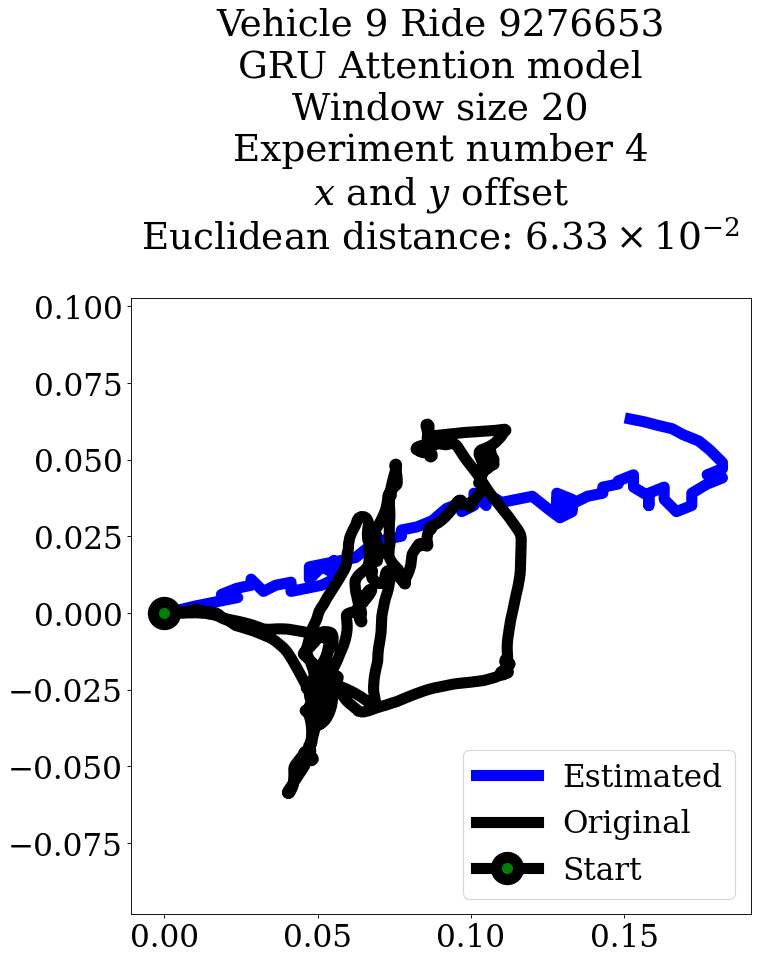 Vehicle 9 Ride 9276653
GRU Attention model
Window size 20
Experiment number 4
x and y offset
Euclidean distance: 6.33 × 10⁻²
0.100
0.075
0.050
0.025
0.000
−0.025
−0.050
−0.075
0.00 0.05 0.10 0.15
Estimated
Original
Start